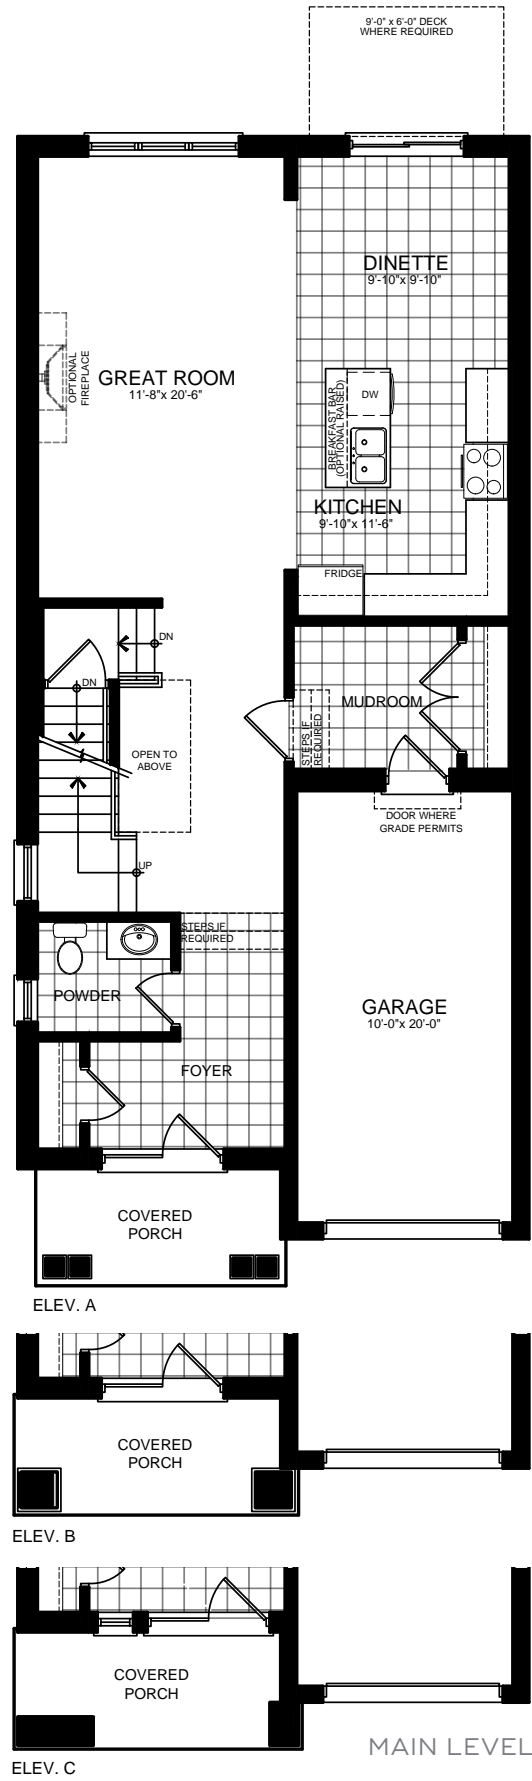 9'-0" x 6'-0" DECK
WHERE REQUIRED
DINETTE
9'-10"x 9'-10"
OPTIONAL
FIREPLACE
GREAT ROOM
11'-8"x 20'-6"
BREAKFAST BAR
(OPTIONAL RAISED)
DW
KITCHEN
9'-10"x 11'-6"
FRIDGE
DN
DN
MUDROOM
STEPS IF
REQUIRED
OPEN TO
ABOVE
DOOR WHERE
GRADE PERMITS
UP
STEPS IF
REQUIRED
POWDER
GARAGE
10'-0"x 20'-0"
FOYER
COVERED
PORCH
ELEV. A
COVERED
PORCH
ELEV. B
COVERED
PORCH
MAIN LEVEL
ELEV. C